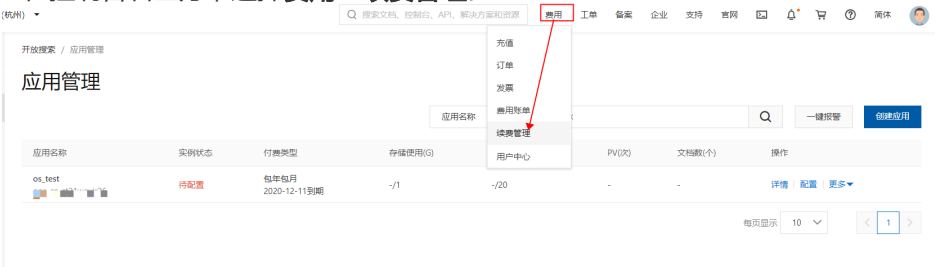 (杭州)
搜索文档、控制台、API、解决方案和资源
费用 工单 备案 企业 支持 官网 简体
开放搜索 / 应用管理
应用管理
充值
订单
发票
费用账单
续费管理
用户中心
应用名称
一键报警
创建应用
应用名称 实例状态 付费类型 存储使用(G) PV(次) 文档数(个) 操作
os_test 待配置 包年包月 -/1 -/20 - - 详情 配置 更多
2020-12-11到期
每页显示 10 1